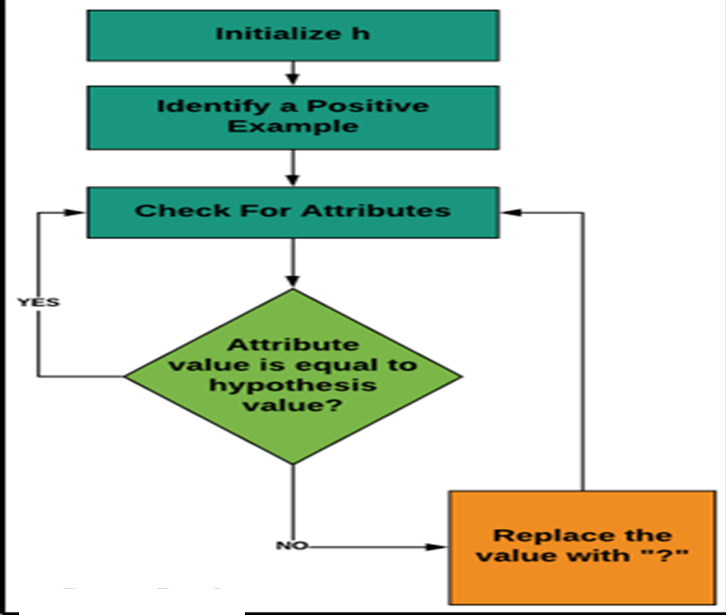 Initialize h
Identify a Positive
Example
Check For Attributes
YES
Attribute
value is equal to
hypothesis
value?
NO
Replace the
value with "?"